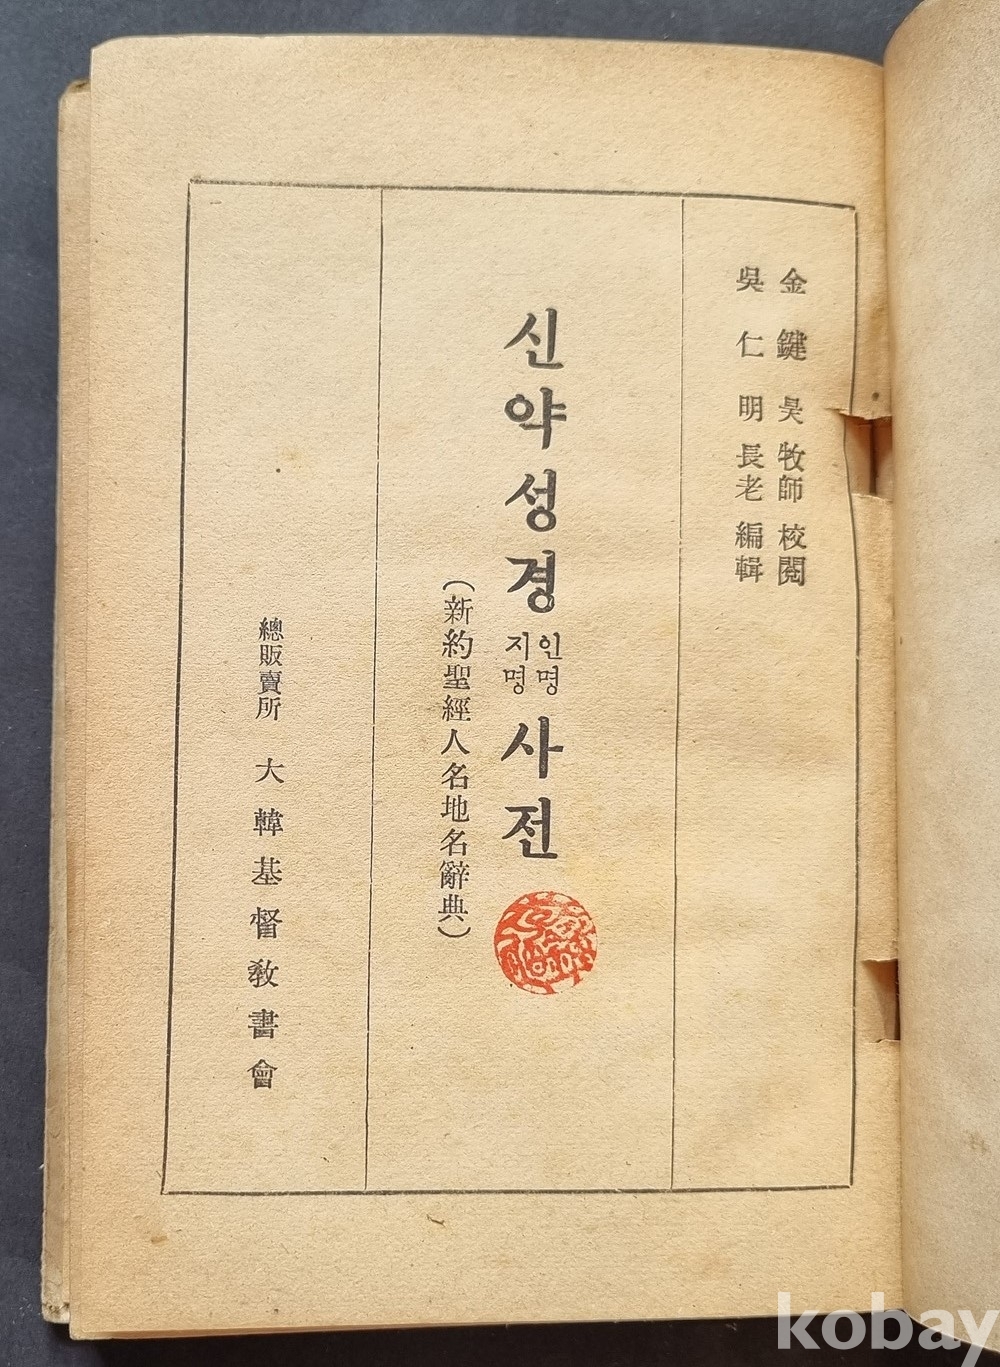 金鍵昊牧師校閱
吳仁明長老編輯
신약성경인명지명사전
(新約聖經人名地名辭典)
總販賣所 大韓基督敎書會
kobay